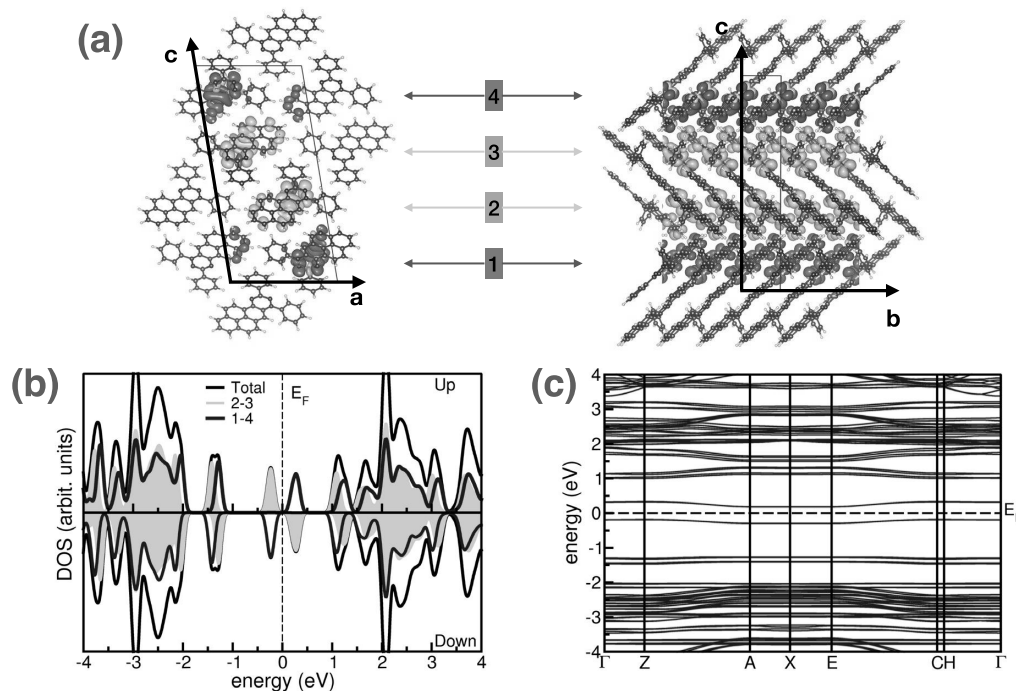 (a)
c
a
4
3
2
1
c
b
(b)
DOS (arbit. units)
Total
2-3
1-4
E_F
Up
Down
-4 -3 -2 -1 0 1 2 3 4
energy (eV)
(c)
energy (eV)
4
3
2
1
0
-1
-2
-3
-4
Γ Z A X E C H Γ